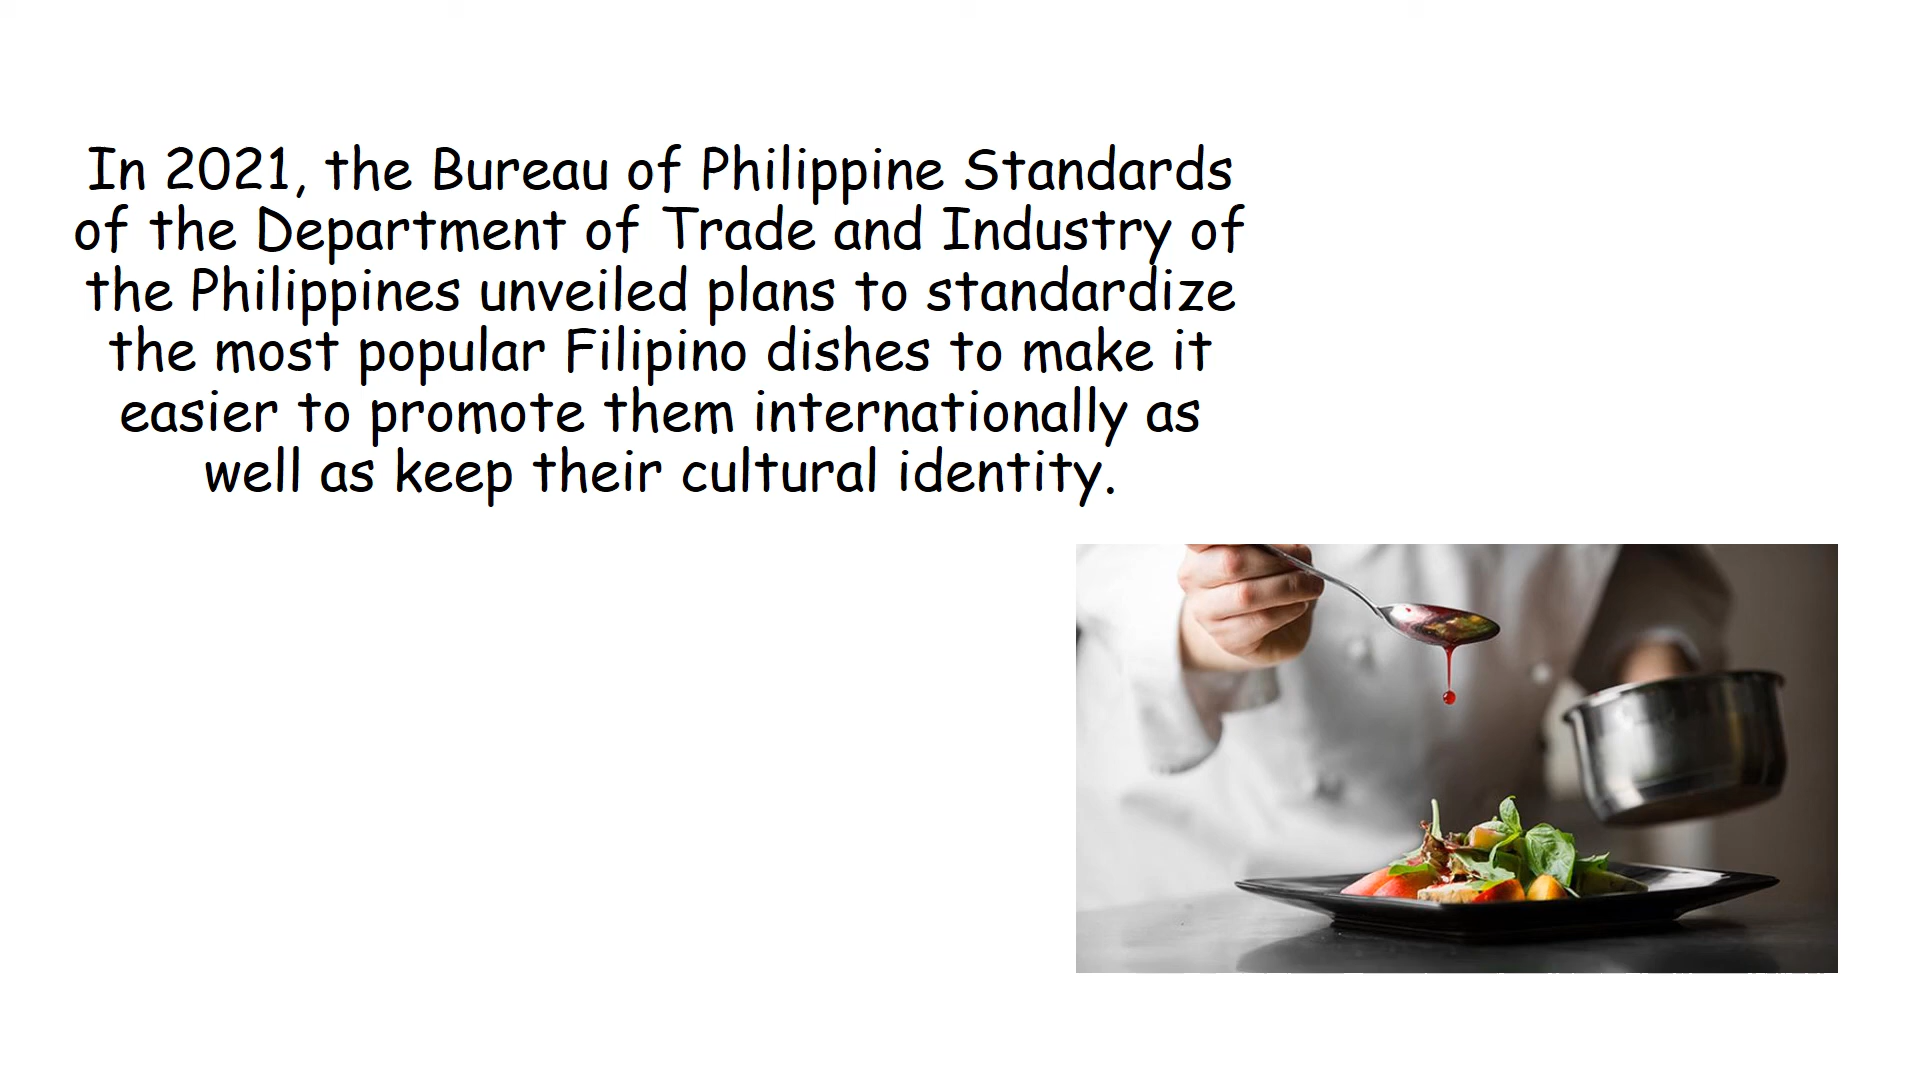 In 2021, the Bureau of Philippine Standards
of the Department of Trade and Industry of
the Philippines unveiled plans to standardize
the most popular Filipino dishes to make it
easier to promote them internationally as
well as keep their cultural identity.